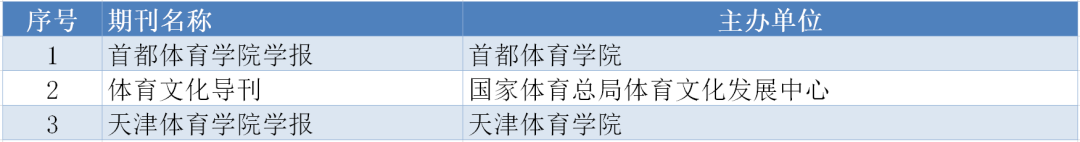 序号 期刊名称 主办单位
1 首都体育学院学报 首都体育学院
2 体育文化导刊 国家体育总局体育文化发展中心
3 天津体育学院学报 天津体育学院